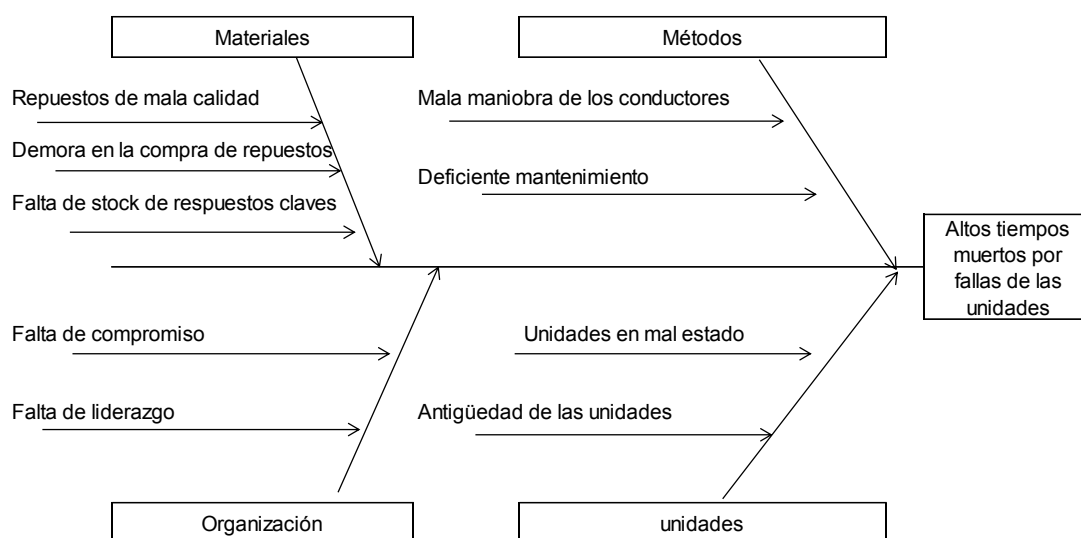 Materiales
Métodos
Repuestos de mala calidad
Demora en la compra de repuestos
Falta de stock de respuestos claves
Mala maniobra de los conductores
Deficiente mantenimiento
Altos tiempos
muertos por
fallas de las
unidades
Falta de compromiso
Falta de liderazgo
Unidades en mal estado
Antigüedad de las unidades
Organización
unidades